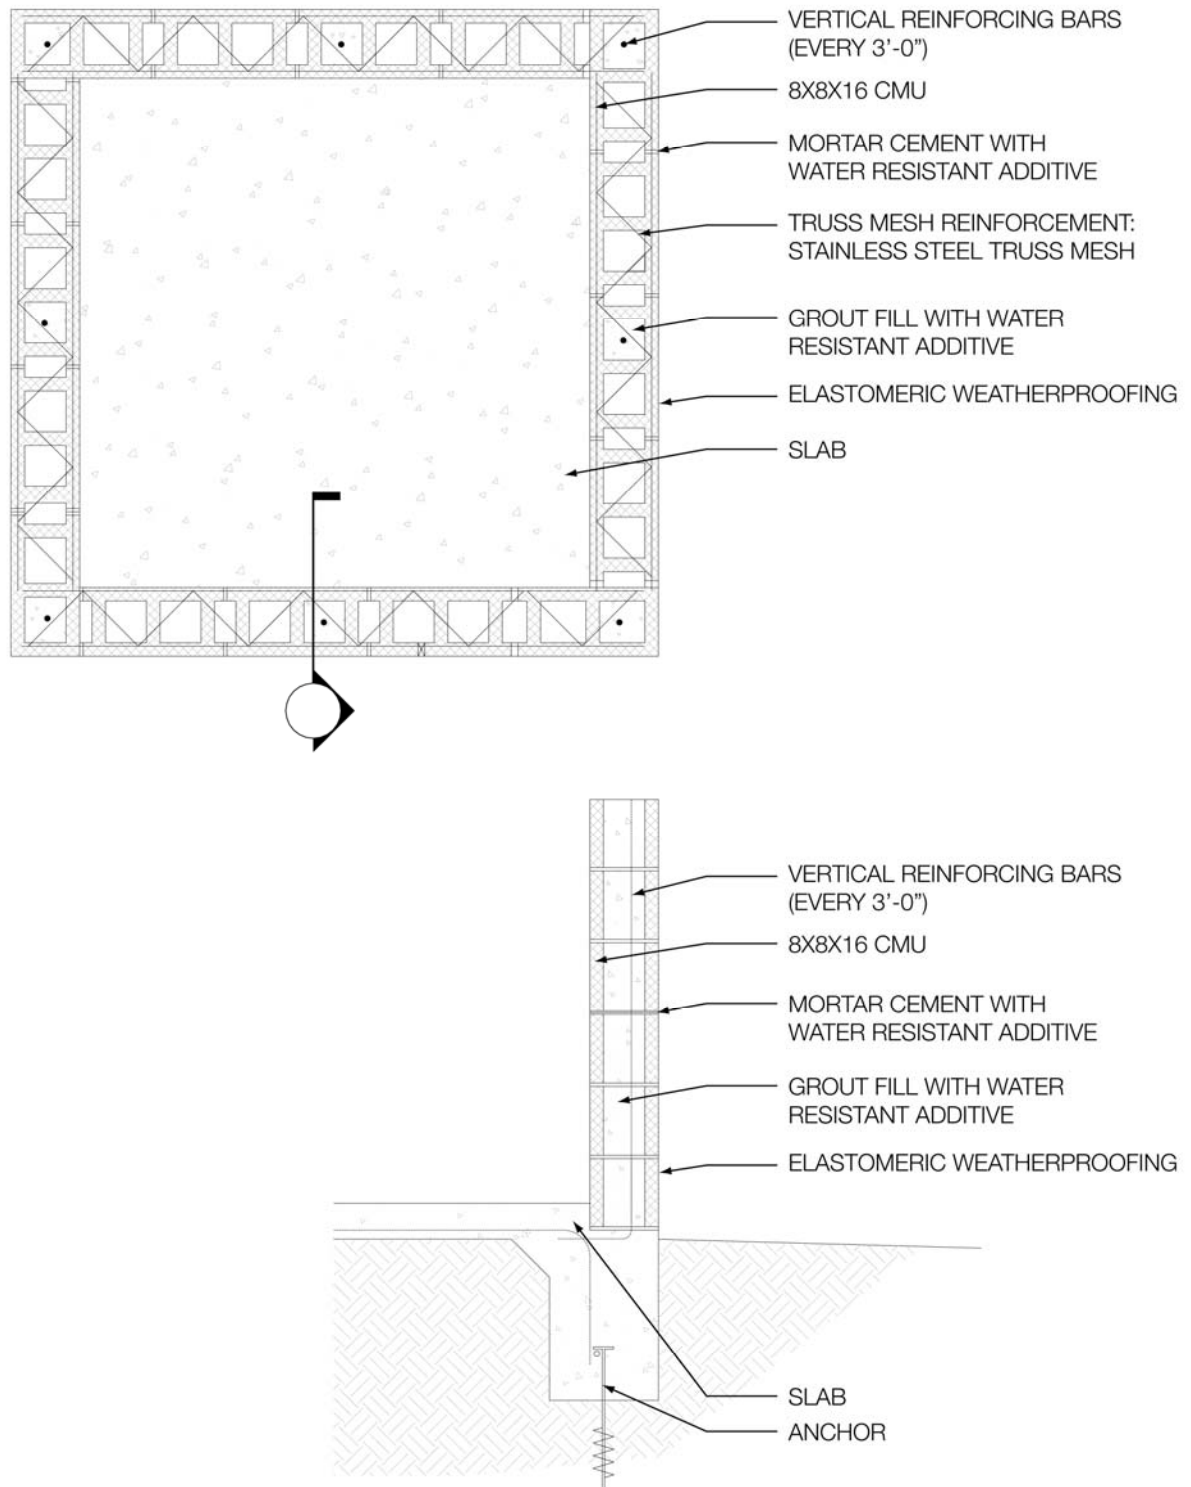 VERTICAL REINFORCING BARS
(EVERY 3'-0")
8X8X16 CMU
MORTAR CEMENT WITH
WATER RESISTANT ADDITIVE
TRUSS MESH REINFORCEMENT:
STAINLESS STEEL TRUSS MESH
GROUT FILL WITH WATER
RESISTANT ADDITIVE
ELASTOMERIC WEATHERPROOFING
SLAB
VERTICAL REINFORCING BARS
(EVERY 3'-0")
8X8X16 CMU
MORTAR CEMENT WITH
WATER RESISTANT ADDITIVE
GROUT FILL WITH WATER
RESISTANT ADDITIVE
ELASTOMERIC WEATHERPROOFING
SLAB
ANCHOR